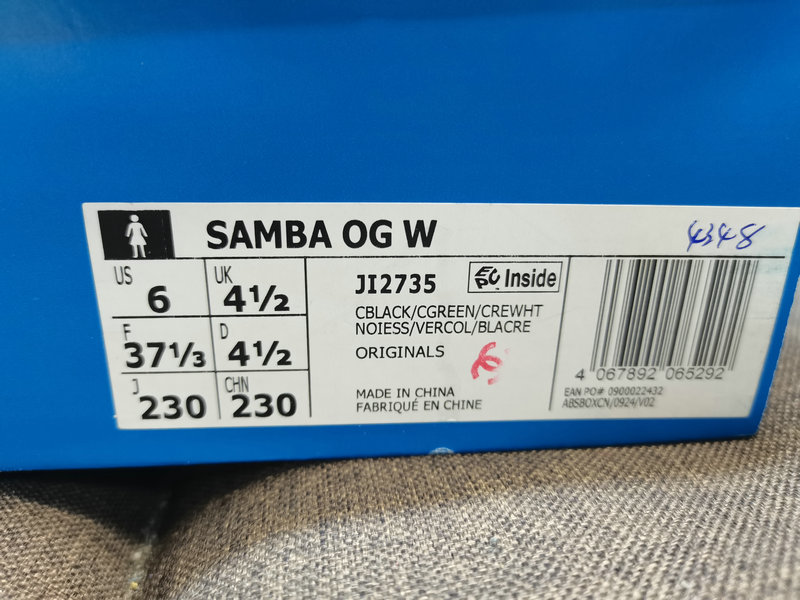 SAMBA OG W
4348
US 6
UK 4½
F 37⅓
D 4½
J 230
CHN 230
JI2735
EPC Inside
CBLACK/CGREEN/CREWHT
NOIESS/VERCOL/BLACRE
ORIGINALS
MADE IN CHINA
FABRIQUÉ EN CHINE
4 067892 065292
EAN PO# 0900022432
ABSBOXCN/0924/V02